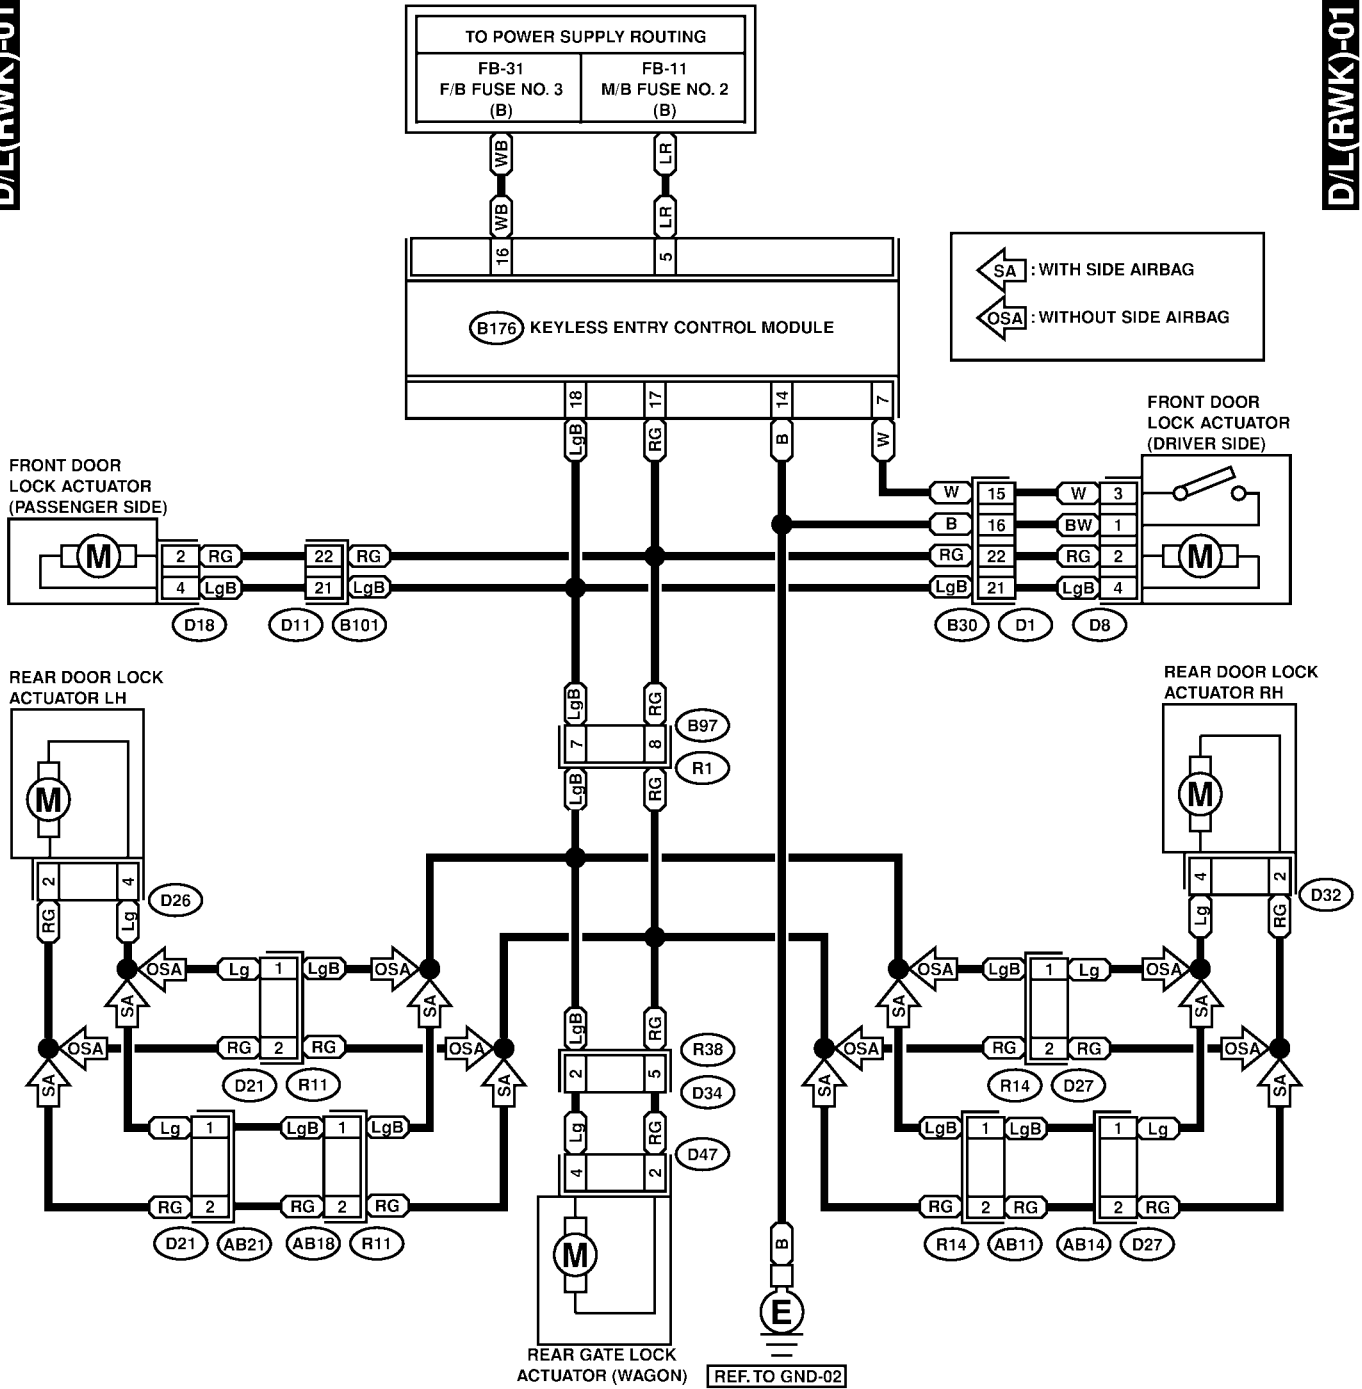 D/L(RWK)-01
D/L(RWK)-01
TO POWER SUPPLY ROUTING
FB-31
F/B FUSE NO. 3
(B)
FB-11
M/B FUSE NO. 2
(B)
WB
LR
WB
LR
16
5
B176 KEYLESS ENTRY CONTROL MODULE
SA : WITH SIDE AIRBAG
OSA : WITHOUT SIDE AIRBAG
18
17
14
7
LgB
RG
B
W
FRONT DOOR
LOCK ACTUATOR
(DRIVER SIDE)
FRONT DOOR
LOCK ACTUATOR
(PASSENGER SIDE)
W 15 W 3
B 16 BW 1
M 2 RG 22 RG
RG 22 RG 2 M
4 LgB 21 LgB
LgB 21 LgB 4
D18 D11 B101
B30 D1 D8
REAR DOOR LOCK
ACTUATOR LH
REAR DOOR LOCK
ACTUATOR RH
LgB
RG
7
8
B97
R1
LgB
RG
M
M
2
4
D26
RG
Lg
4
2
D32
Lg
RG
OSA Lg 1 LgB OSA
OSA LgB 1 Lg OSA
SA
SA
SA
SA
OSA RG 2 RG OSA
OSA RG 2 RG OSA
LgB
RG
R38
2
5
D34
D21 R11
R14 D27
SA
SA
SA
SA
Lg
RG
Lg 1 LgB 1 LgB
LgB 1 LgB 1 Lg
D47
4
2
RG 2 RG 2 RG
RG 2 RG 2 RG
D21 AB21 AB18 R11
R14 AB11 AB14 D27
M
B
E
REAR GATE LOCK
ACTUATOR (WAGON)
REF. TO GND-02